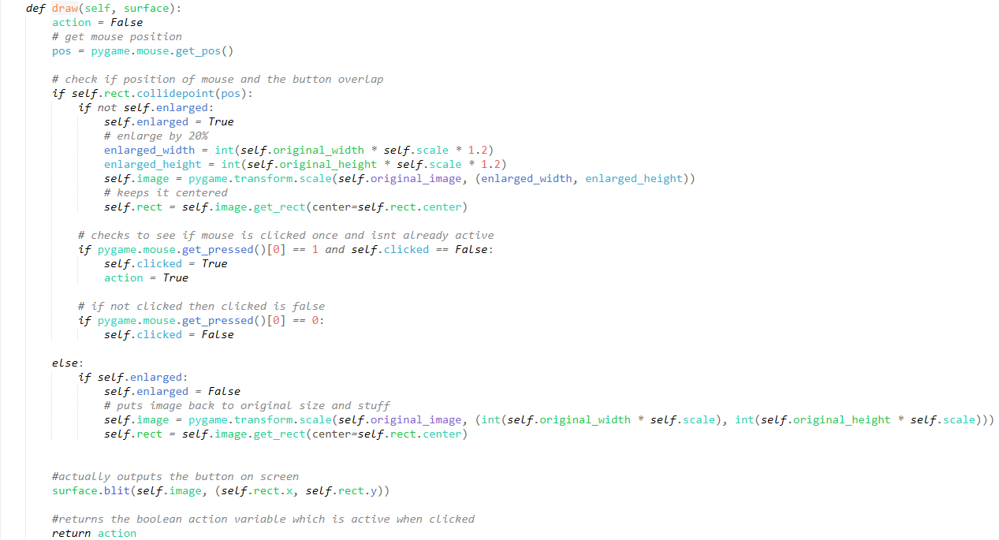 def draw(self, surface):
    action = False
    # get mouse position
    pos = pygame.mouse.get_pos()

    # check if position of mouse and the button overlap
    if self.rect.collidepoint(pos):
        if not self.enlarged:
            self.enlarged = True
            # enlarge by 20%
            enlarged_width = int(self.original_width * self.scale * 1.2)
            enlarged_height = int(self.original_height * self.scale * 1.2)
            self.image = pygame.transform.scale(self.original_image, (enlarged_width, enlarged_height))
            # keeps it centered
            self.rect = self.image.get_rect(center=self.rect.center)

        # checks to see if mouse is clicked once and isnt already active
        if pygame.mouse.get_pressed()[0] == 1 and self.clicked == False:
            self.clicked = True
            action = True

        # if not clicked then clicked is false
        if pygame.mouse.get_pressed()[0] == 0:
            self.clicked = False

    else:
        if self.enlarged:
            self.enlarged = False
            # puts image back to original size and stuff
            self.image = pygame.transform.scale(self.original_image, (int(self.original_width * self.scale), int(self.original_height * self.scale)))
            self.rect = self.image.get_rect(center=self.rect.center)


    #actually outputs the button on screen
    surface.blit(self.image, (self.rect.x, self.rect.y))

    #returns the boolean action variable which is active when clicked
    return action